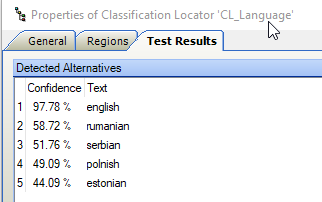 Properties of Classification Locator 'CL_Language'
General Regions Test Results
Detected Alternatives
Confidence Text
1 97.78 % english
2 58.72 % rumanian
3 51.76 % serbian
4 49.09 % polnish
5 44.09 % estonian